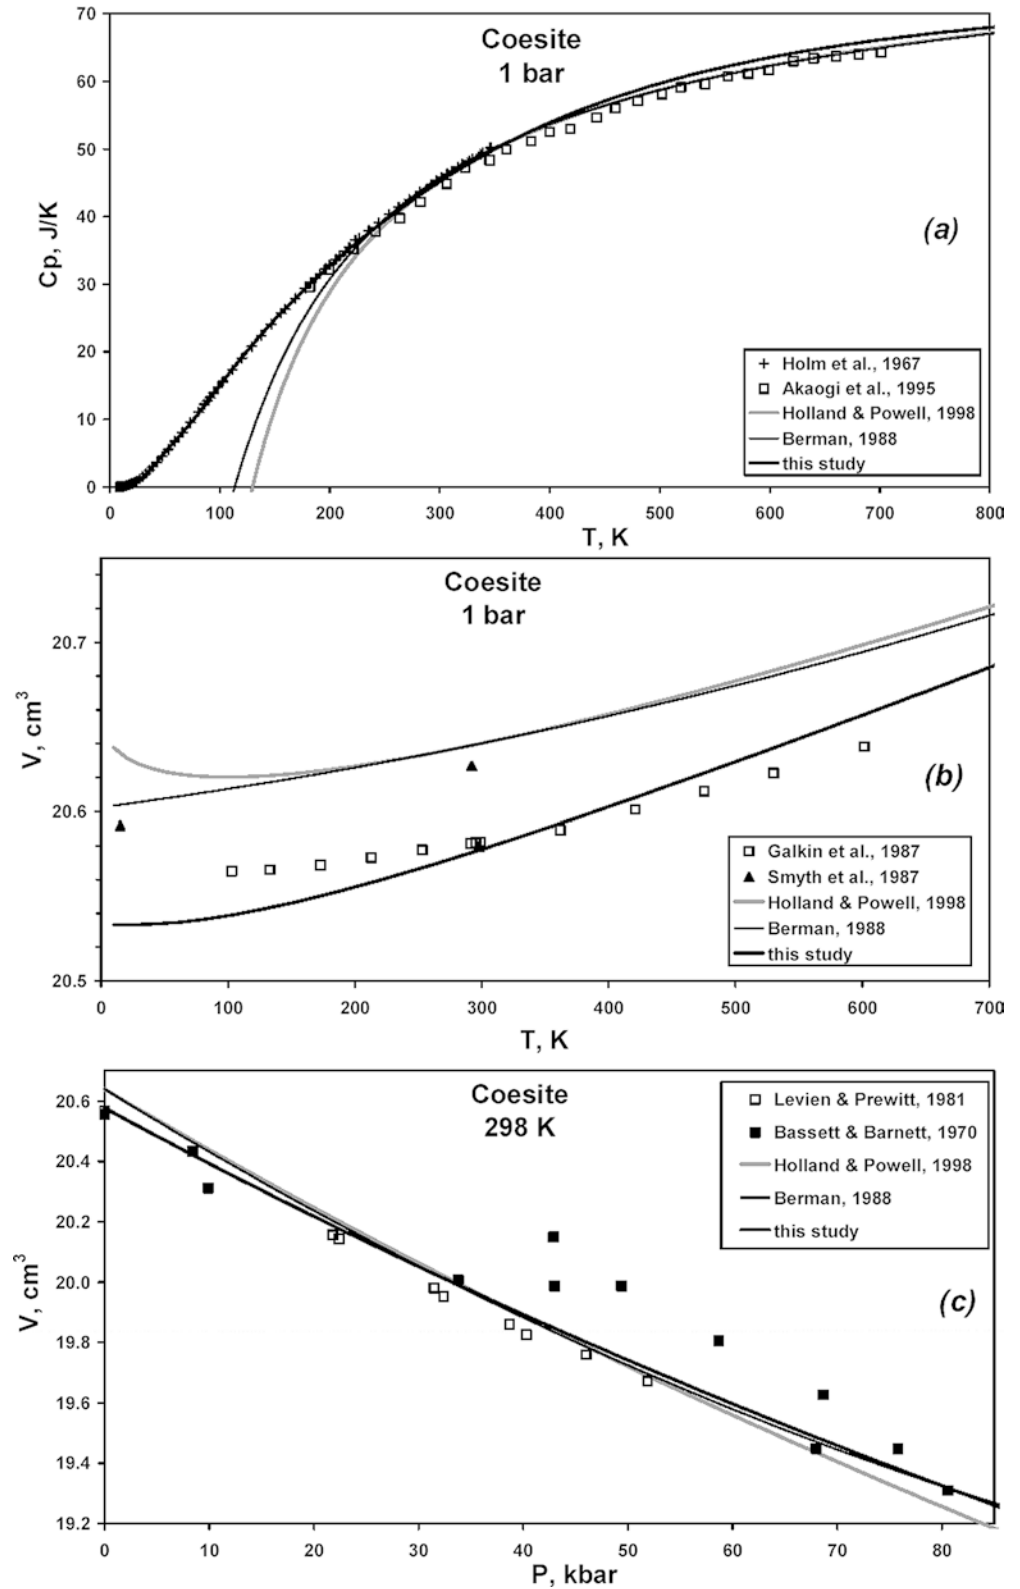 Coesite
1 bar
70
60
50
40
30
20
10
0
Cp, J/K
(a)
Holm et al., 1967
Akaogi et al., 1995
Holland & Powell, 1998
Berman, 1988
this study
0 100 200 300 400 500 600 700 800
T, K
Coesite
1 bar
20.7
20.6
20.5
V, cm³
(b)
Galkin et al., 1987
Smyth et al., 1987
Holland & Powell, 1998
Berman, 1988
this study
0 100 200 300 400 500 600 700
T, K
Coesite
298 K
20.6
20.4
20.2
20.0
19.8
19.6
19.4
19.2
V, cm³
Levien & Prewitt, 1981
Bassett & Barnett, 1970
Holland & Powell, 1998
Berman, 1988
this study
(c)
0 10 20 30 40 50 60 70 80
P, kbar